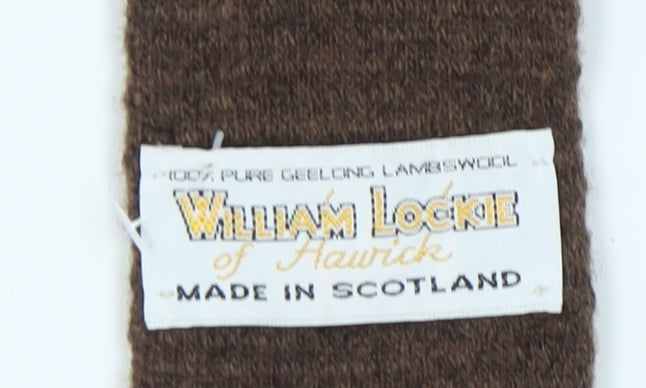 100% PURE GEELONG LAMBSWOOL
WILLIAM LOCKIE
of Hawick
MADE IN SCOTLAND